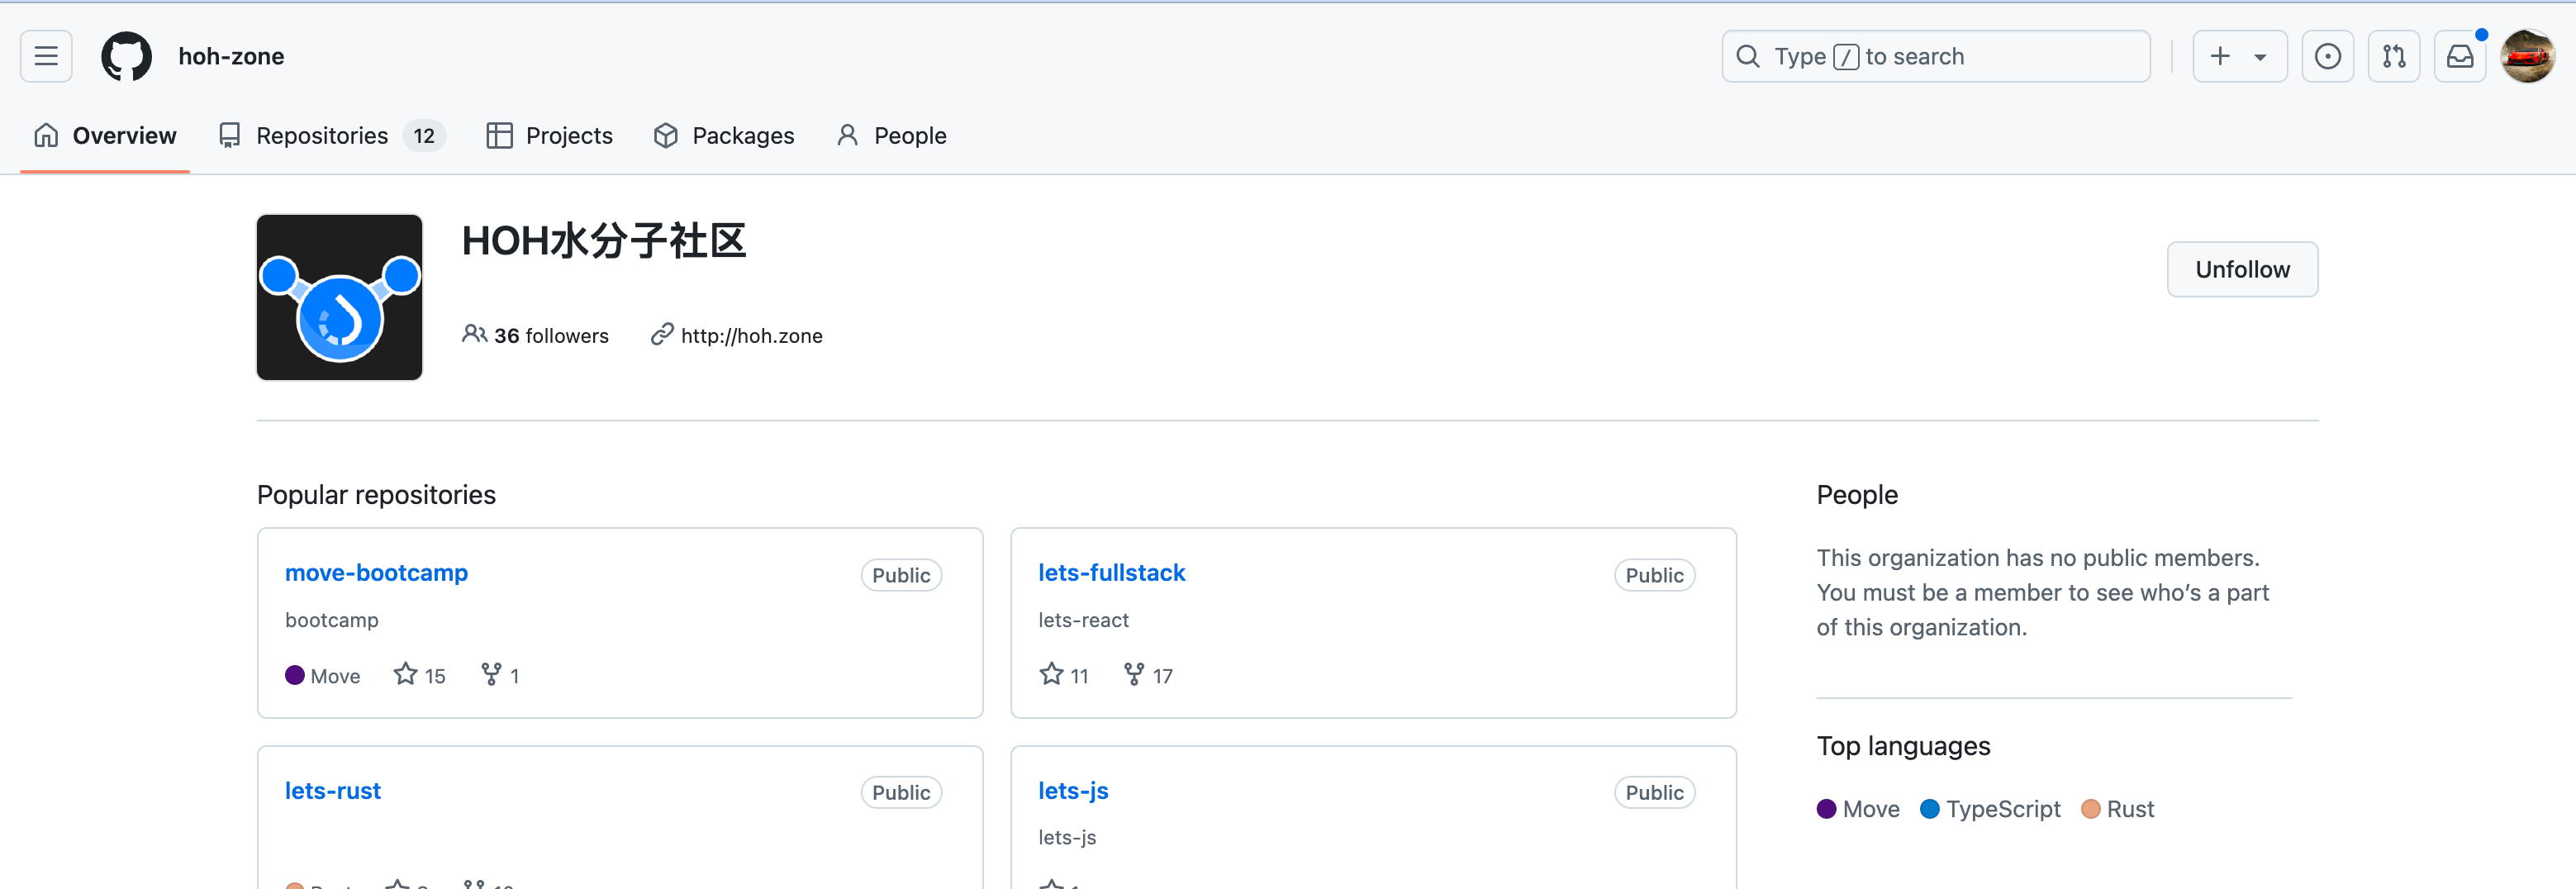 hoh-zone
Type / to search
Overview
Repositories 12
Projects
Packages
People
HOH水分子社区
36 followers
http://hoh.zone
Unfollow
Popular repositories
move-bootcamp
Public
bootcamp
Move 15 1
lets-fullstack
Public
lets-react
11 17
lets-rust
Public
lets-js
Public
lets-js
People
This organization has no public members.
You must be a member to see who’s a part
of this organization.
Top languages
Move TypeScript Rust